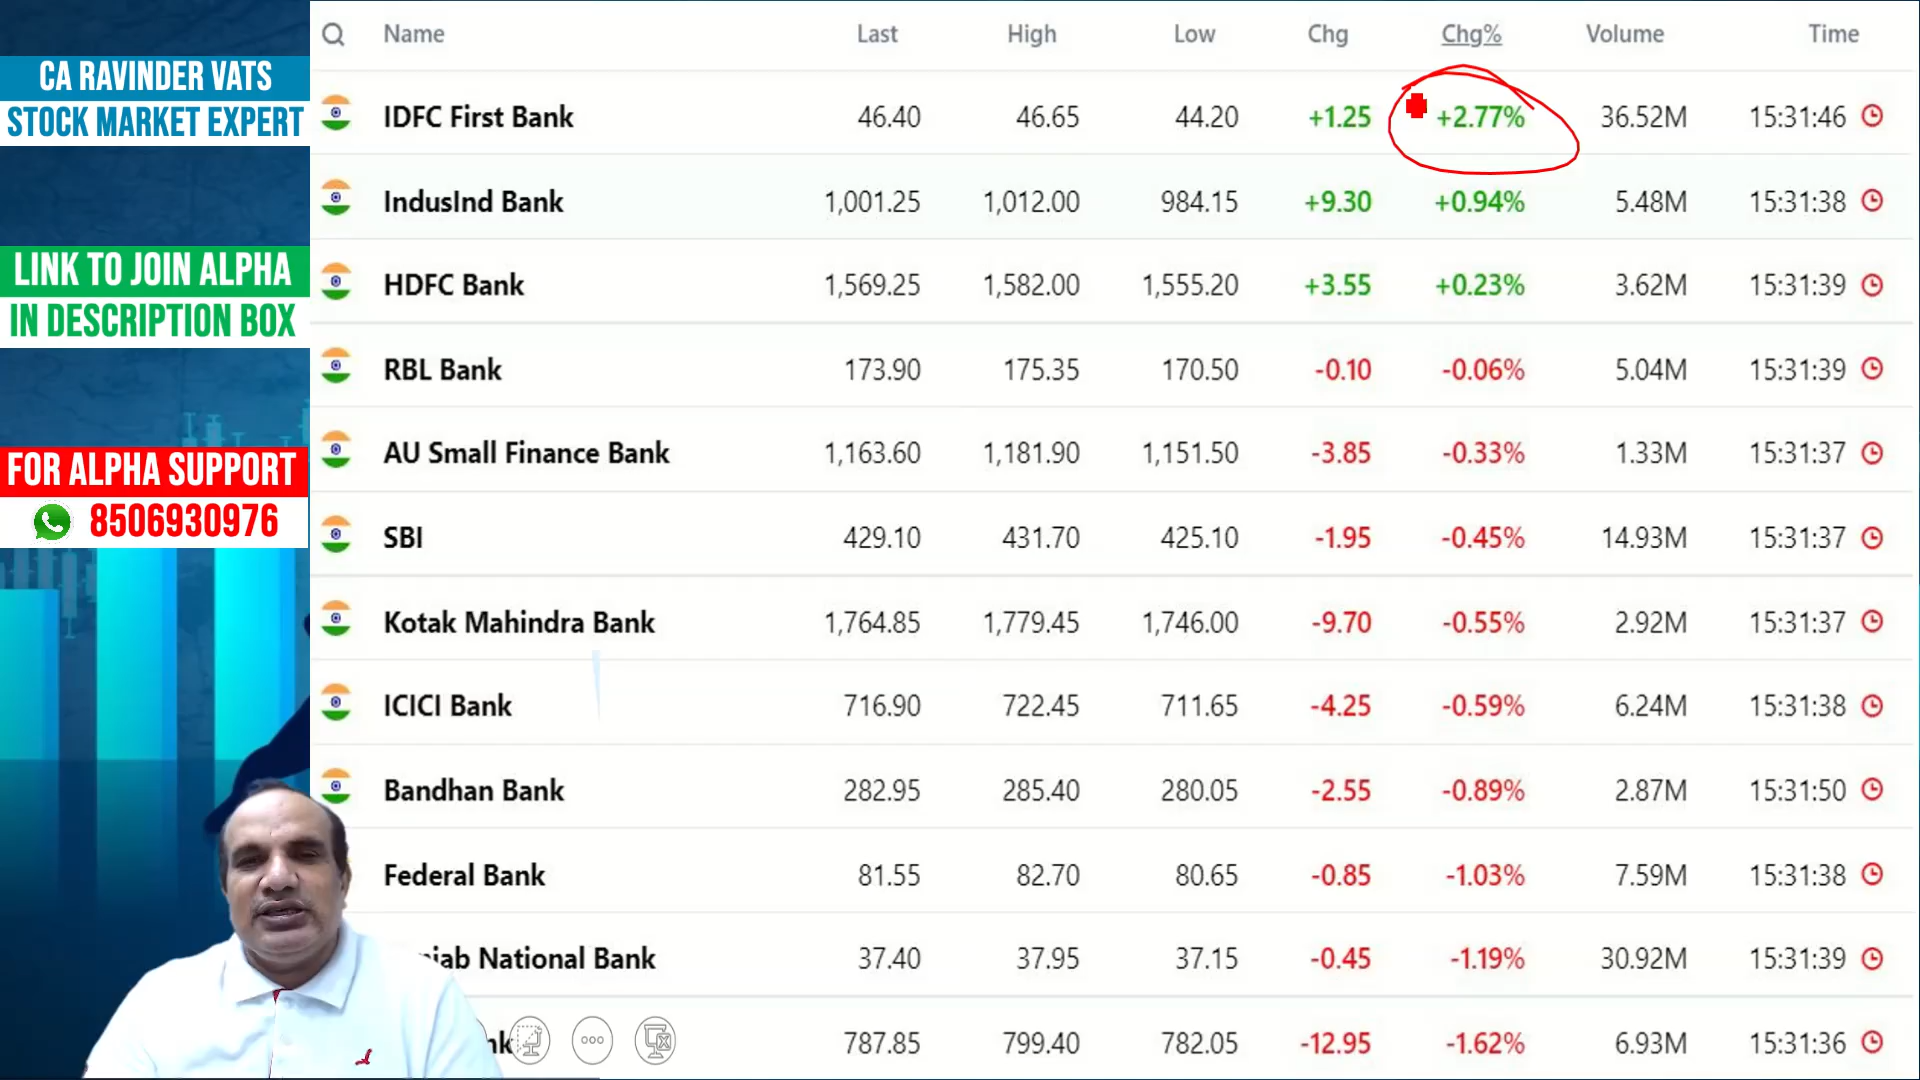 CA RAVINDER VATS
STOCK MARKET EXPERT
LINK TO JOIN ALPHA
IN DESCRIPTION BOX
FOR ALPHA SUPPORT
8506930976
Name Last High Low Chg Chg% Volume Time
IDFC First Bank 46.40 46.65 44.20 +1.25 +2.77% 36.52M 15:31:46
IndusInd Bank 1,001.25 1,012.00 984.15 +9.30 +0.94% 5.48M 15:31:38
HDFC Bank 1,569.25 1,582.00 1,555.20 +3.55 +0.23% 3.62M 15:31:39
RBL Bank 173.90 175.35 170.50 -0.10 -0.06% 5.04M 15:31:39
AU Small Finance Bank 1,163.60 1,181.90 1,151.50 -3.85 -0.33% 1.33M 15:31:37
SBI 429.10 431.70 425.10 -1.95 -0.45% 14.93M 15:31:37
Kotak Mahindra Bank 1,764.85 1,779.45 1,746.00 -9.70 -0.55% 2.92M 15:31:37
ICICI Bank 716.90 722.45 711.65 -4.25 -0.59% 6.24M 15:31:38
Bandhan Bank 282.95 285.40 280.05 -2.55 -0.89% 2.87M 15:31:50
Federal Bank 81.55 82.70 80.65 -0.85 -1.03% 7.59M 15:31:38
National Bank 37.40 37.95 37.15 -0.45 -1.19% 30.92M 15:31:39
787.85 799.40 782.05 -12.95 -1.62% 6.93M 15:31:36